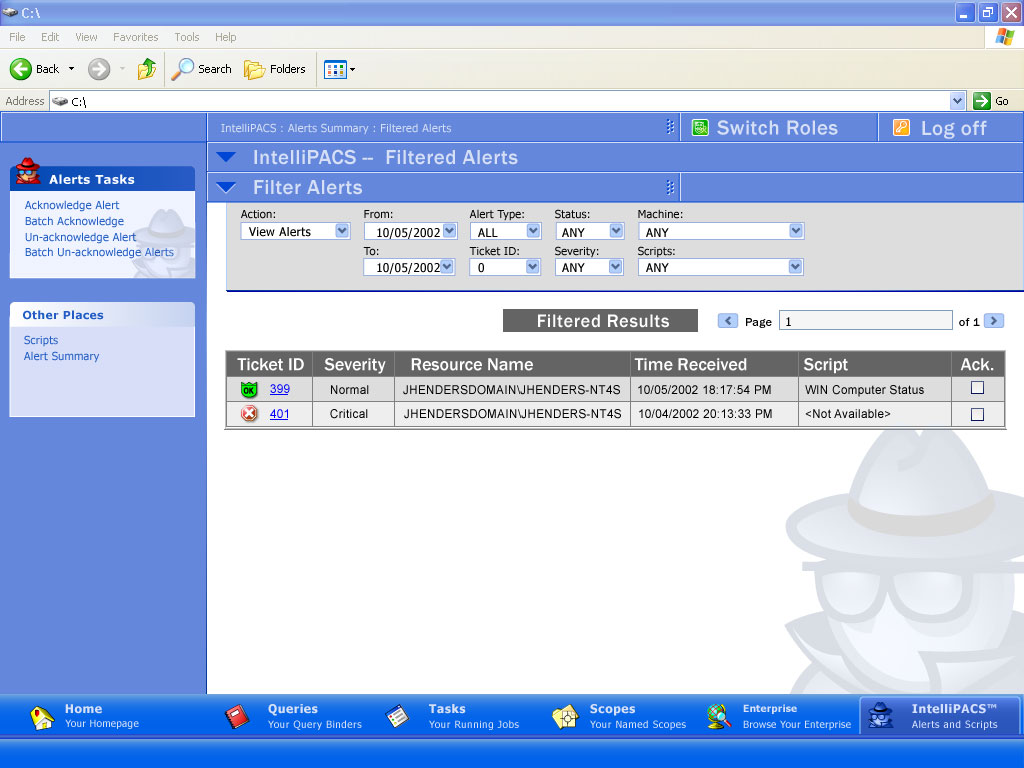 C:\
File Edit View Favorites Tools Help
Back Search Folders
Address C:\ Go
IntelliPACS : Alerts Summary : Filtered Alerts Switch Roles Log off
IntelliPACS -- Filtered Alerts
Filter Alerts
Alerts Tasks
Acknowledge Alert
Batch Acknowledge
Un-acknowledge Alert
Batch Un-acknowledge Alerts
Other Places
Scripts
Alert Summary
Action: From: Alert Type: Status: Machine:
View Alerts 10/05/2002 ALL ANY ANY
To: Ticket ID: Severity: Scripts:
10/05/2002 0 ANY ANY
Filtered Results Page 1 of 1
Ticket ID Severity Resource Name Time Received Script Ack.
OK 399 Normal JHENDERSDOMAIN\JHENDERS-NT4S 10/05/2002 18:17:54 PM WIN Computer Status
401 Critical JHENDERSDOMAIN\JHENDERS-NT4S 10/04/2002 20:13:33 PM <Not Available>
Home Queries Tasks Scopes Enterprise IntelliPACS™
Your Homepage Your Query Binders Your Running Jobs Your Named Scopes Browse Your Enterprise Alerts and Scripts